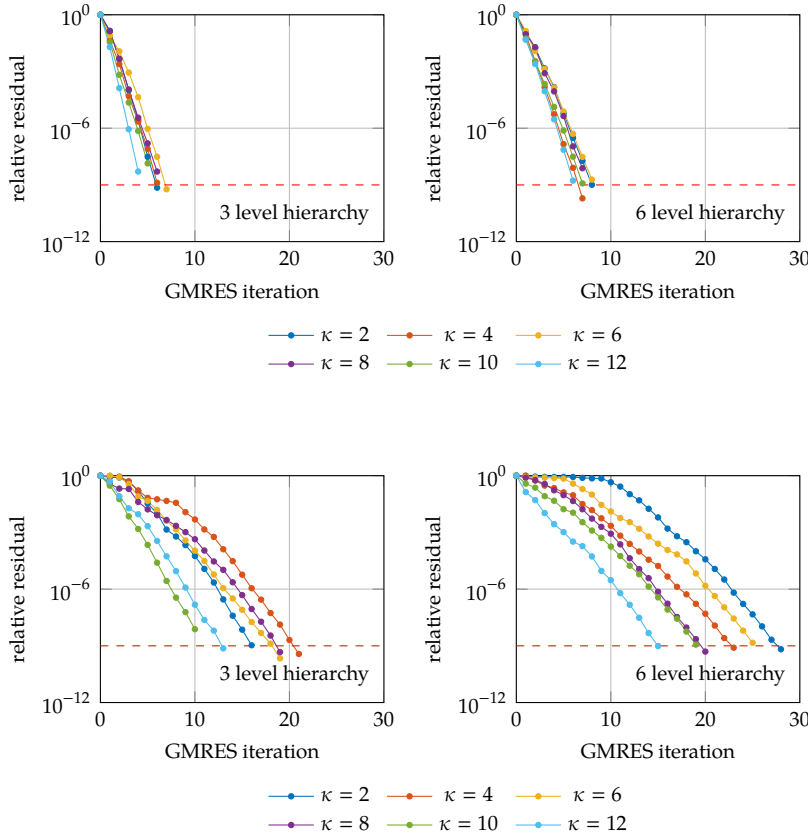 10^0
10^−6
10^−12
relative residual
3 level hierarchy
0 10 20 30
GMRES iteration
10^0
10^−6
10^−12
relative residual
6 level hierarchy
0 10 20 30
GMRES iteration
κ = 2 κ = 4 κ = 6
κ = 8 κ = 10 κ = 12
10^0
10^−6
10^−12
relative residual
3 level hierarchy
0 10 20 30
GMRES iteration
10^0
10^−6
10^−12
relative residual
6 level hierarchy
0 10 20 30
GMRES iteration
κ = 2 κ = 4 κ = 6
κ = 8 κ = 10 κ = 12